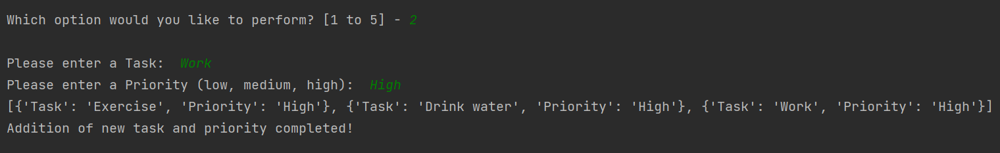 Which option would you like to perform? [1 to 5] - 2
Please enter a Task:  Work
Please enter a Priority (low, medium, high):  High
[{'Task': 'Exercise', 'Priority': 'High'}, {'Task': 'Drink water', 'Priority': 'High'}, {'Task': 'Work', 'Priority': 'High'}]
Addition of new task and priority completed!